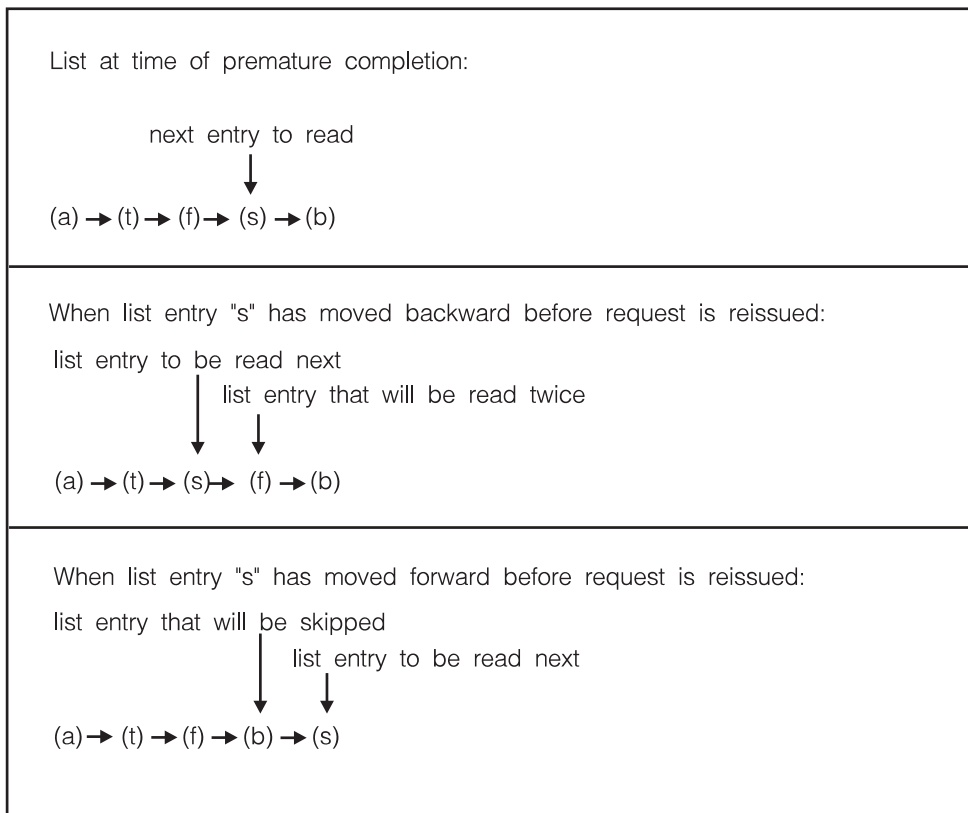 List at time of premature completion:
next entry to read
(a) → (t) → (f) → (s) → (b)
When list entry "s" has moved backward before request is reissued:
list entry to be read next
list entry that will be read twice
(a) → (t) → (s) → (f) → (b)
When list entry "s" has moved forward before request is reissued:
list entry that will be skipped
list entry to be read next
(a) → (t) → (f) → (b) → (s)